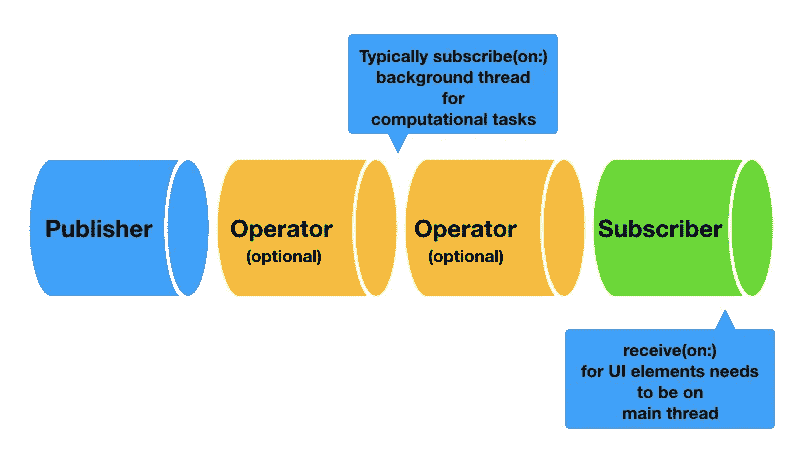 Typically subscribe(on:)
background thread
for
computational tasks
Publisher
Operator
(optional)
Operator
(optional)
Subscriber
receive(on:)
for UI elements needs
to be on
main thread